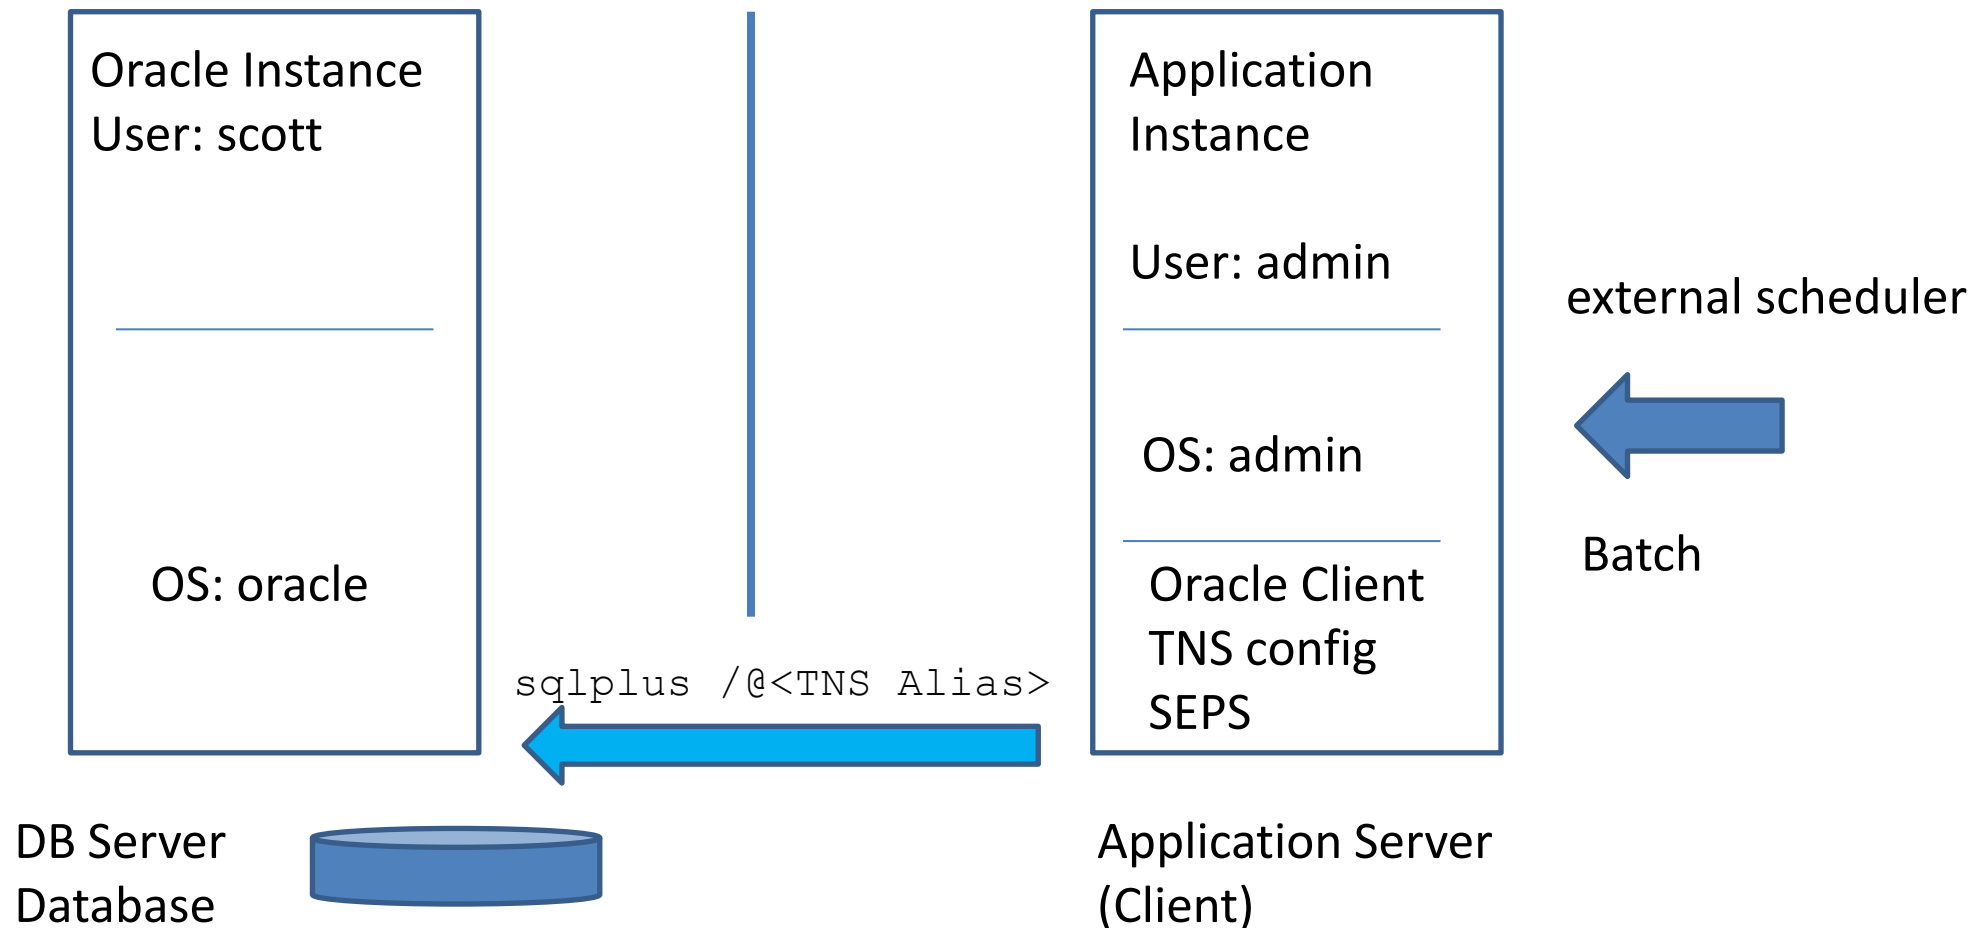 Oracle Instance
User: scott
OS: oracle
DB Server
Database
sqlplus /@<TNS Alias>
Application
Instance
User: admin
OS: admin
Oracle Client
TNS config
SEPS
Application Server
(Client)
external scheduler
Batch